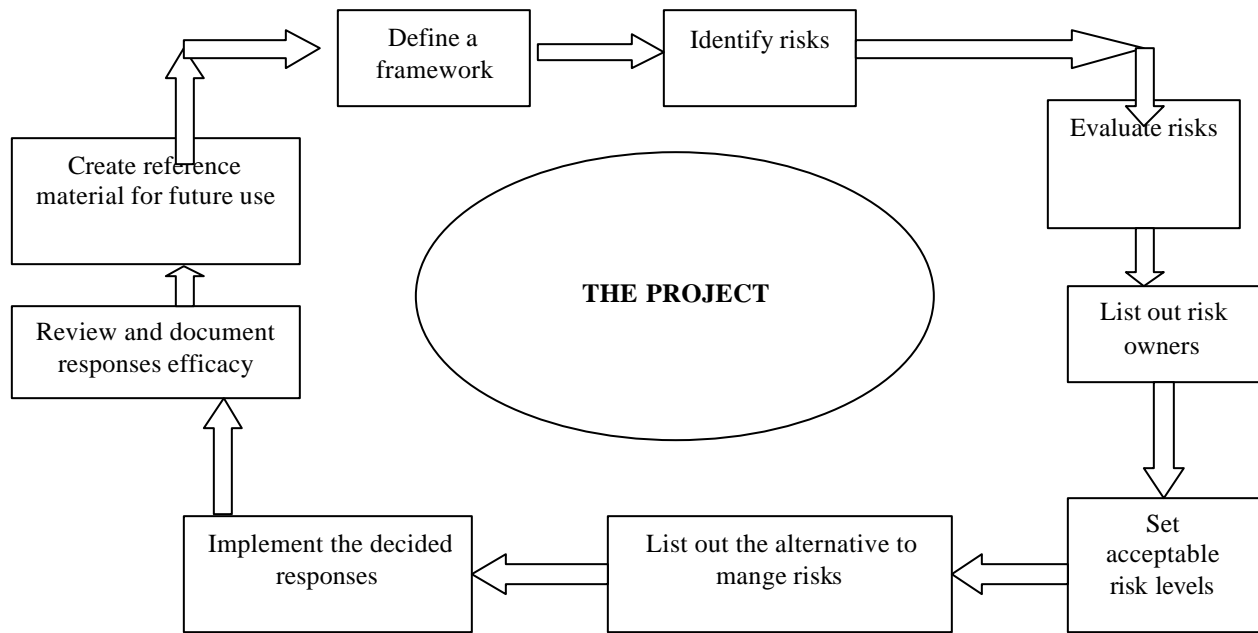 Define a
framework
Identify risks
Evaluate risks
List out risk
owners
Set
acceptable
risk levels
List out the alternative to
mange risks
Implement the decided
responses
Review and document
responses efficacy
Create reference
material for future use
THE PROJECT